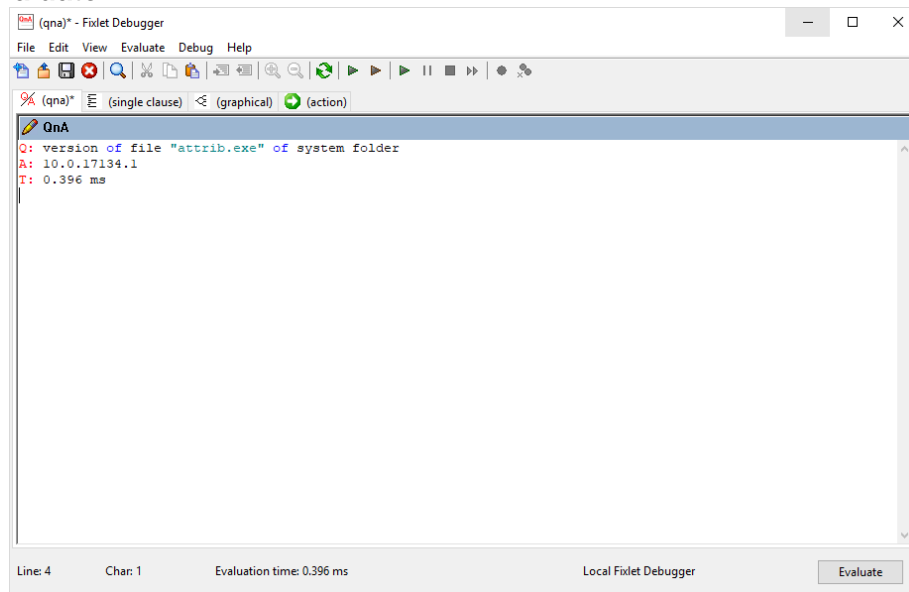 (qna)* - Fixlet Debugger
File Edit View Evaluate Debug Help
(qna)* (single clause) (graphical) (action)
QnA
Q: version of file "attrib.exe" of system folder
A: 10.0.17134.1
T: 0.396 ms
Line: 4 Char: 1 Evaluation time: 0.396 ms Local Fixlet Debugger Evaluate